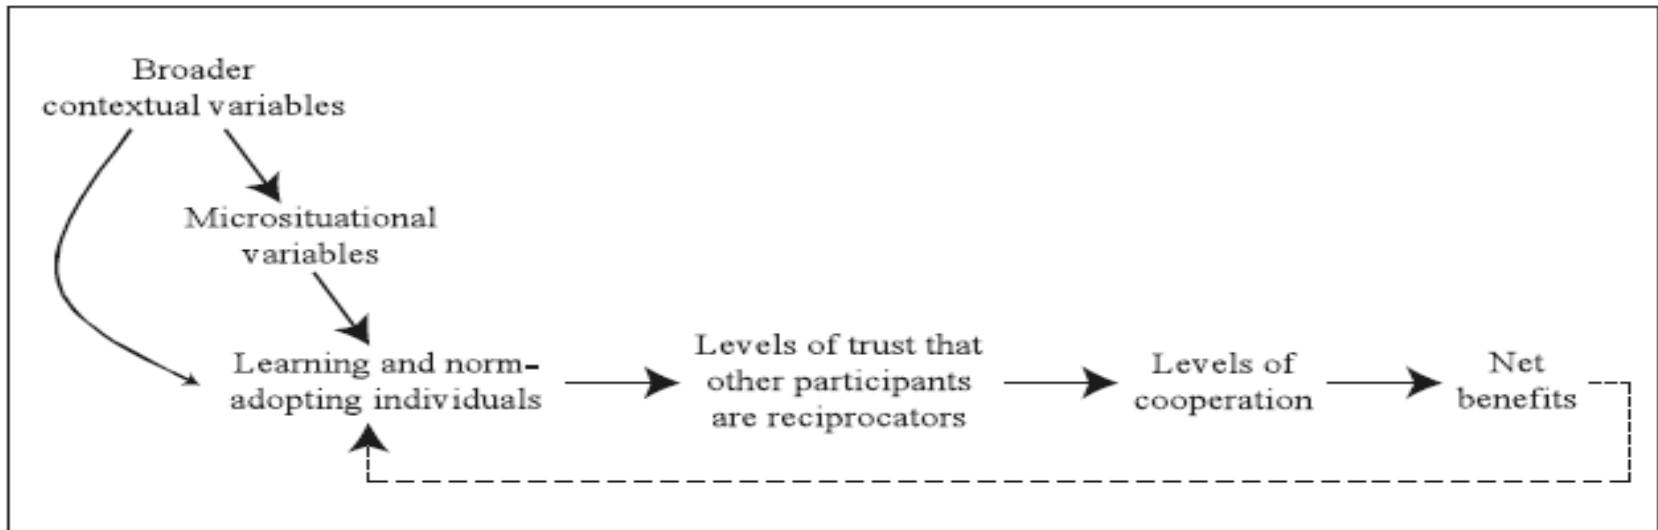 Broader
contextual variables
Microsituational
variables
Learning and norm-
adopting individuals
Levels of trust that
other participants
are reciprocators
Levels of
cooperation
Net
benefits